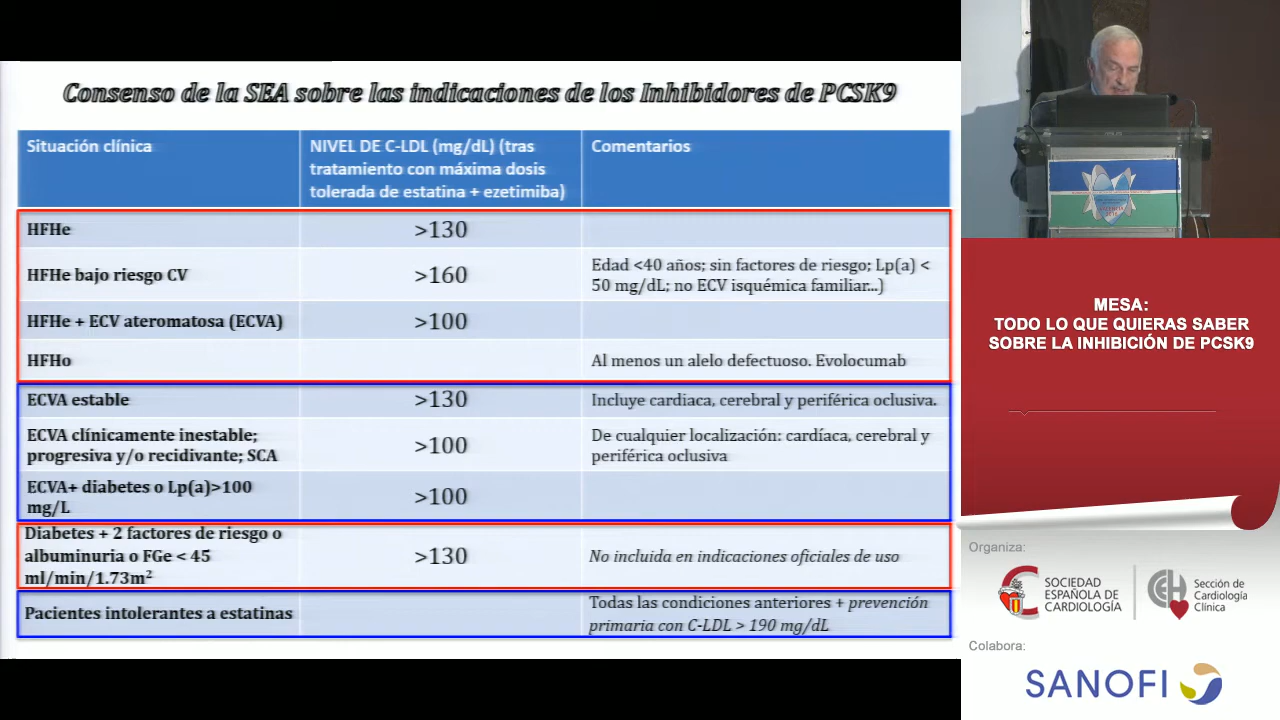 Consenso de la SEA sobre las indicaciones de los Inhibidores de PCSK9
Situación clínica
NIVEL DE C-LDL (mg/dL) (tras
tratamiento con máxima dosis
tolerada de estatina + ezetimiba)
Comentarios
HFHe
>130
HFHe bajo riesgo CV
>160
Edad <40 años; sin factores de riesgo; Lp(a) <
50 mg/dL; no ECV isquémica familiar...)
HFHe + ECV ateromatosa (ECVA)
>100
HFHo
Al menos un alelo defectuoso. Evolocumab
ECVA estable
>130
Incluye cardiaca, cerebral y periférica oclusiva.
ECVA clínicamente inestable;
progresiva y/o recidivante; SCA
>100
De cualquier localización: cardíaca, cerebral y
periférica oclusiva
ECVA+ diabetes o Lp(a)>100
mg/L
>100
Diabetes + 2 factores de riesgo o
albuminuria o FGe < 45
ml/min/1.73m²
>130
No incluida en indicaciones oficiales de uso
Pacientes intolerantes a estatinas
Todas las condiciones anteriores + prevención
primaria con C-LDL > 190 mg/dL
MESA:
TODO LO QUE QUIERAS SABER
SOBRE LA INHIBICIÓN DE PCSK9
Organiza:
SOCIEDAD
ESPAÑOLA DE
CARDIOLOGÍA
Sección de
Cardiología
Clínica
Colabora:
SANOFI